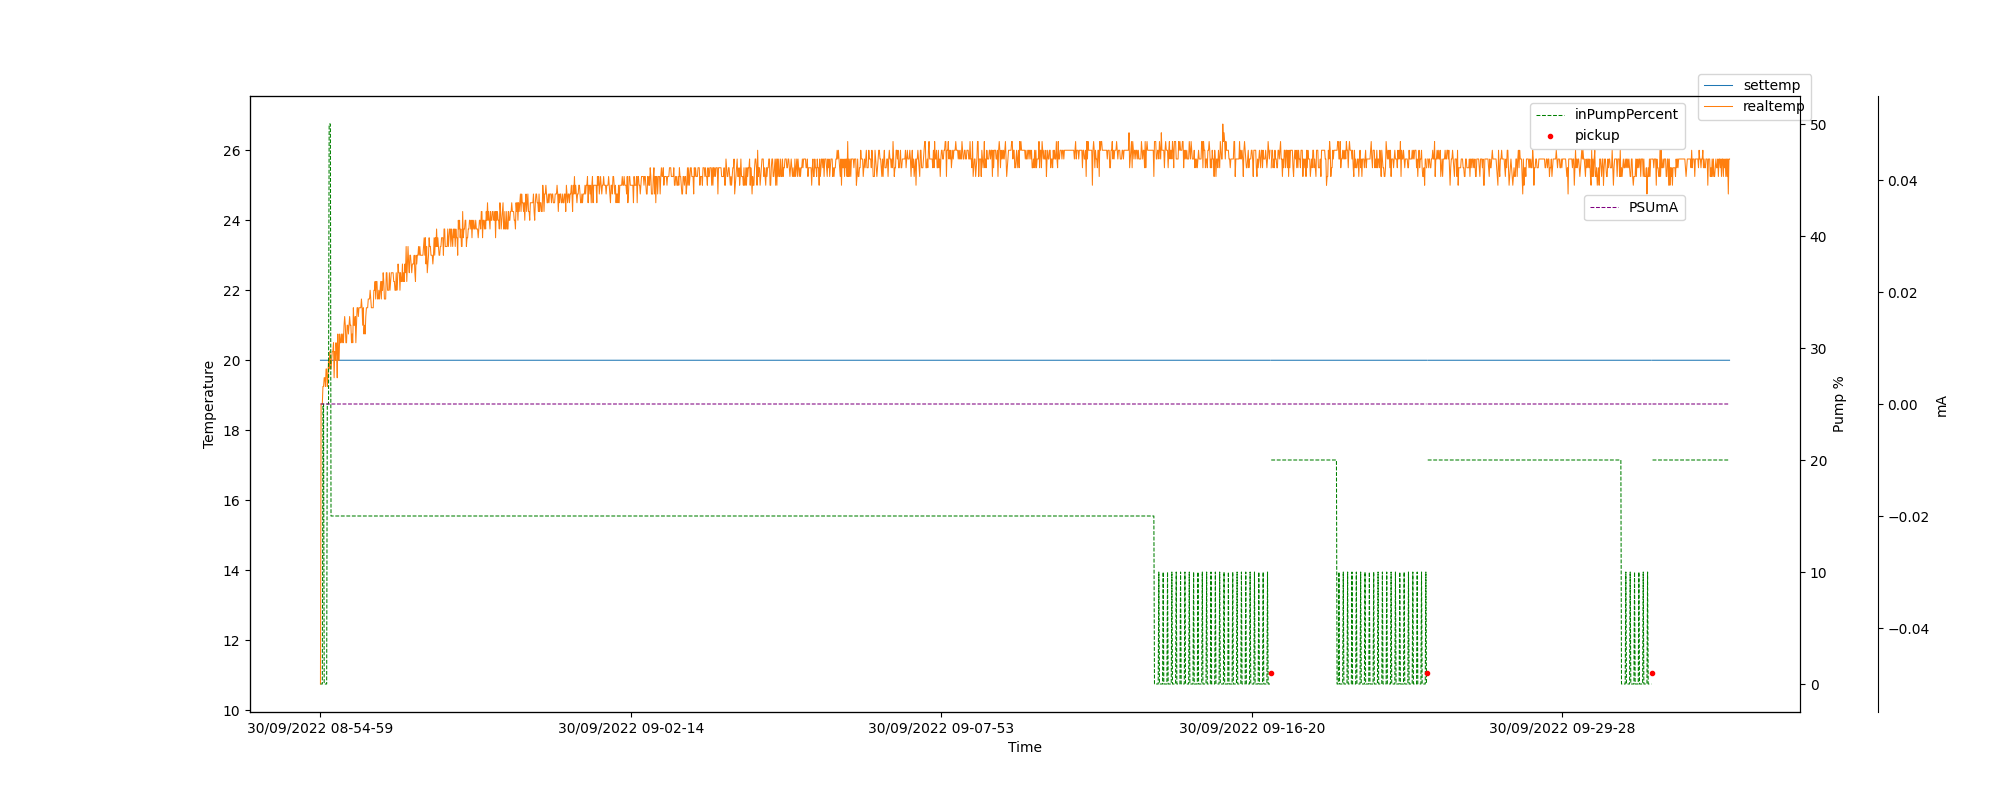 settemp
realtemp
inPumpPercent
pickup
PSUmA
26
24
22
20
18
16
14
12
10
Temperature
50
40
30
20
10
0
Pump %
0.04
0.02
0.00
−0.02
−0.04
mA
30/09/2022 08-54-59
30/09/2022 09-02-14
30/09/2022 09-07-53
30/09/2022 09-16-20
30/09/2022 09-29-28
Time